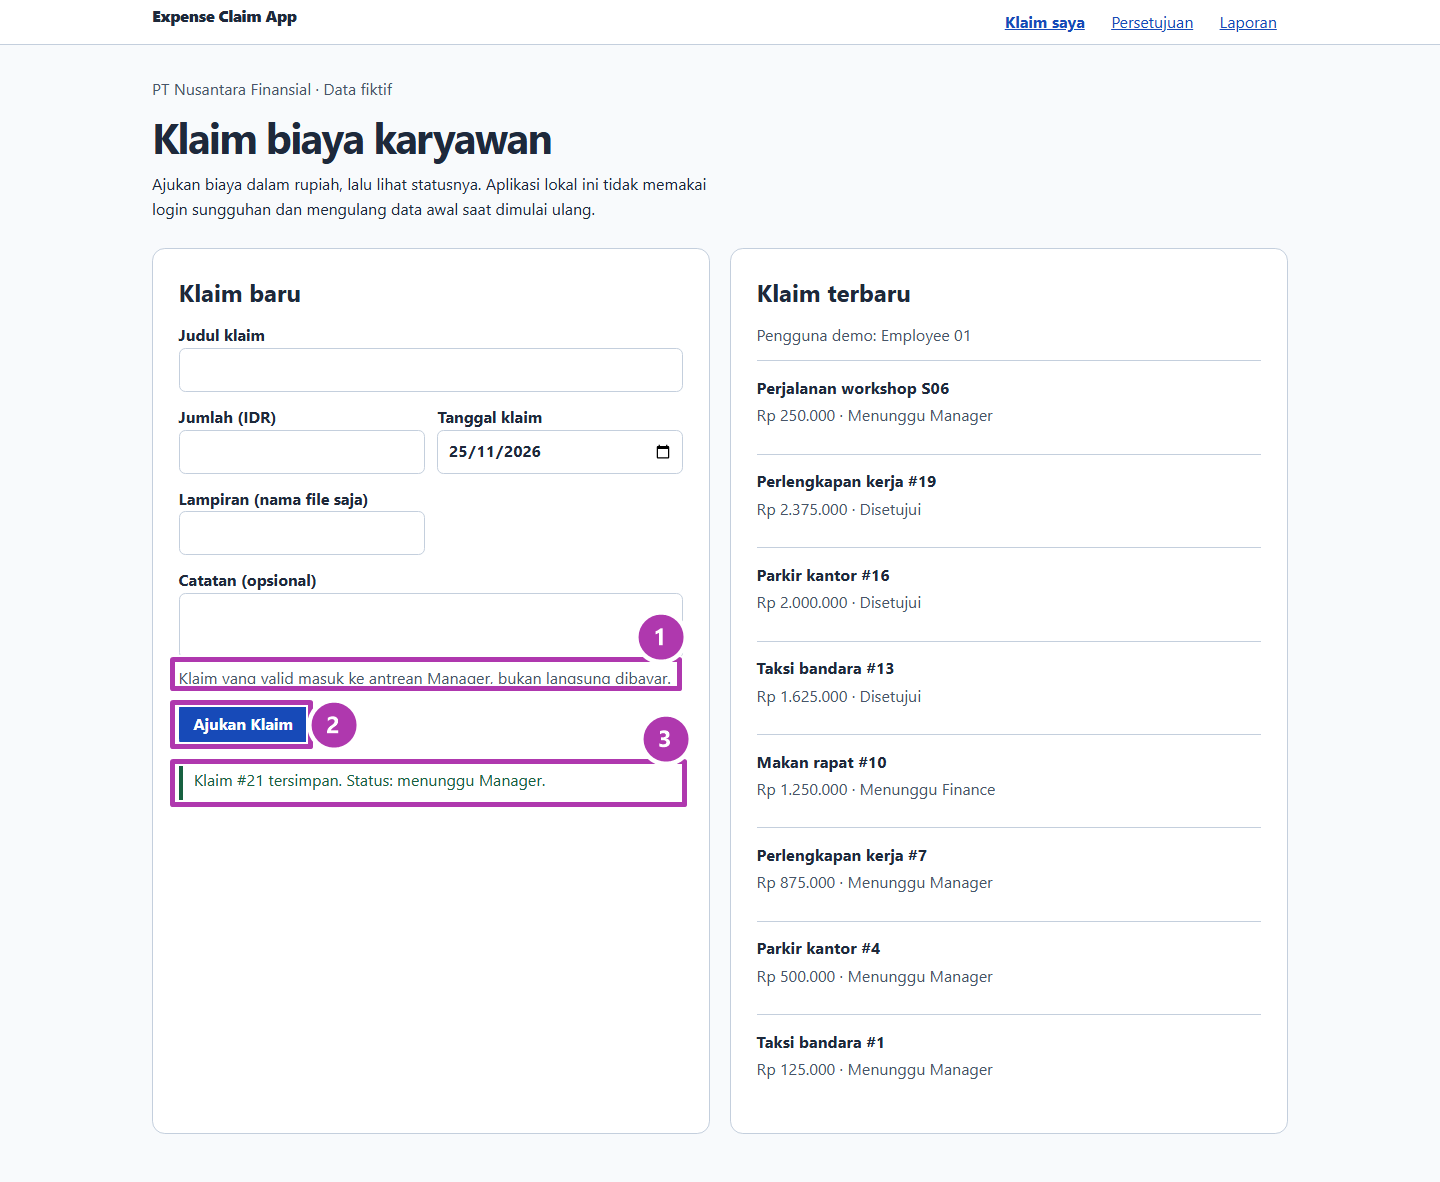 Expense Claim App
Klaim saya
Persetujuan
Laporan
PT Nusantara Finansial · Data fiktif
Klaim biaya karyawan
Ajukan biaya dalam rupiah, lalu lihat statusnya. Aplikasi lokal ini tidak memakai
login sungguhan dan mengulang data awal saat dimulai ulang.
Klaim baru
Judul klaim
Jumlah (IDR)
Tanggal klaim
25/11/2026
Lampiran (nama file saja)
Catatan (opsional)
1
Klaim yang valid masuk ke antrean Manager, bukan langsung dibayar.
Ajukan Klaim
2
3
Klaim #21 tersimpan. Status: menunggu Manager.
Klaim terbaru
Pengguna demo: Employee 01
Perjalanan workshop S06
Rp 250.000 · Menunggu Manager
Perlengkapan kerja #19
Rp 2.375.000 · Disetujui
Parkir kantor #16
Rp 2.000.000 · Disetujui
Taksi bandara #13
Rp 1.625.000 · Disetujui
Makan rapat #10
Rp 1.250.000 · Menunggu Finance
Perlengkapan kerja #7
Rp 875.000 · Menunggu Manager
Parkir kantor #4
Rp 500.000 · Menunggu Manager
Taksi bandara #1
Rp 125.000 · Menunggu Manager